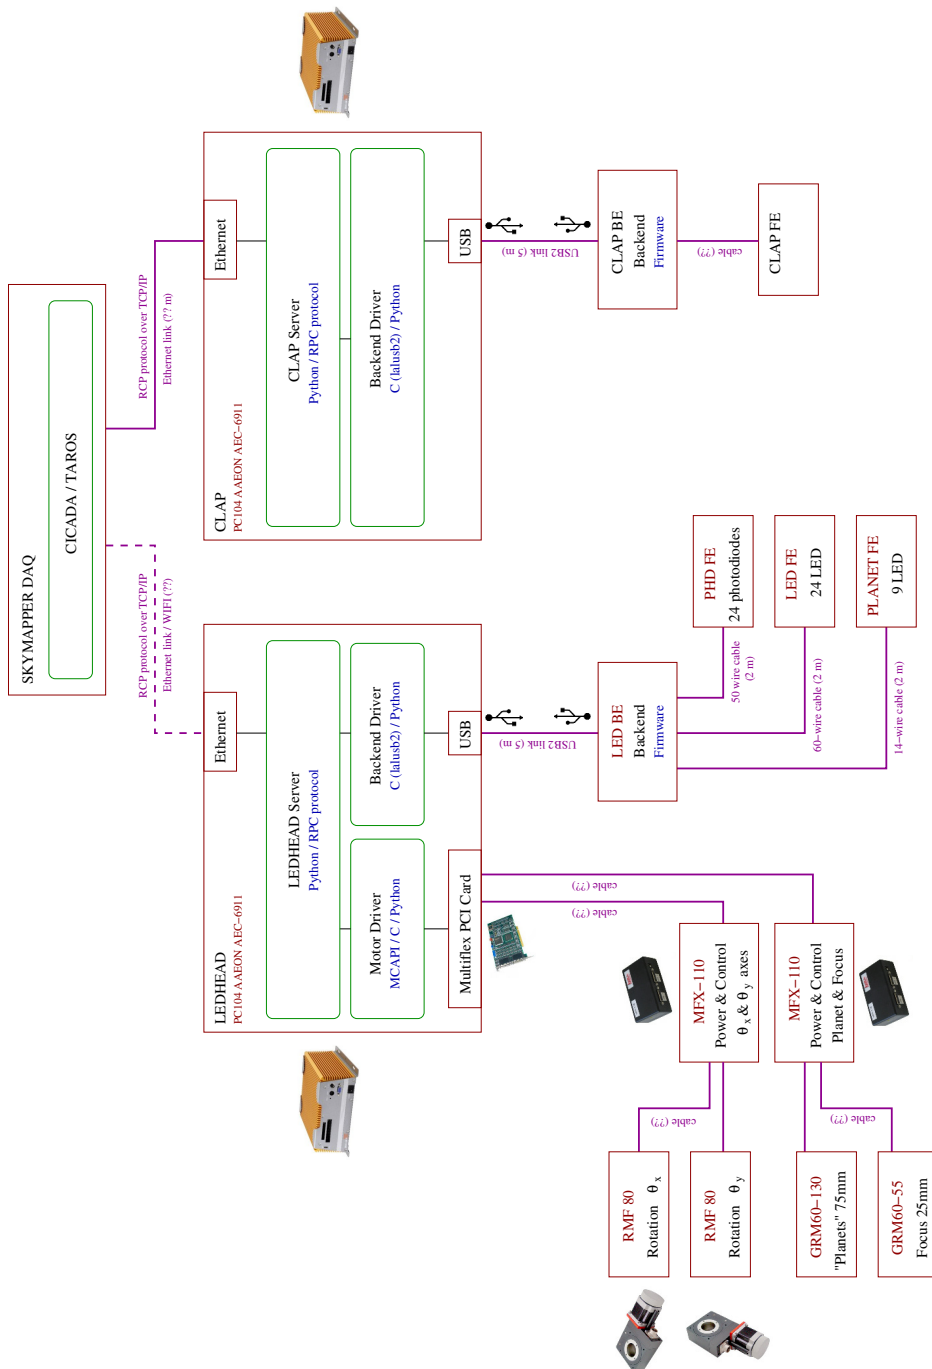 SKYMAPPER DAQ
CICADA / TAROS
RCP protocol over TCP/IP
Ethernet link / WIFI (??)
RCP protocol over TCP/IP
Ethernet link (?? m)
LEDHEAD
PC104 AAEON AEC−6911
Ethernet
LEDHEAD Server
Python / RPC protocol
Motor Driver
MCAPI / C / Python
Backend Driver
C (lalusb2) / Python
Multiflex PCI Card
USB
CLAP
PC104 AAEON AEC−6911
Ethernet
CLAP Server
Python / RPC protocol
Backend Driver
C (lalusb2) / Python
USB
cable (??)
cable (??)
USB2 link (5 m)
USB2 link (5 m)
LED BE
Backend
Firmware
CLAP BE
Backend
Firmware
cable (??)
CLAP FE
50 wire cable
(2 m)
60−wire cable (2 m)
14−wire cable (2 m)
PHD FE
24 photodiodes
LED FE
24 LED
PLANET FE
9 LED
MFX−110
Power & Control
θ x & θ y axes
MFX−110
Power & Control
Planet & Focus
cable (??)
cable (??)
RMF 80
Rotation θ x
RMF 80
Rotation θ y
GRM60−130
"Planets" 75mm
GRM60−55
Focus 25mm